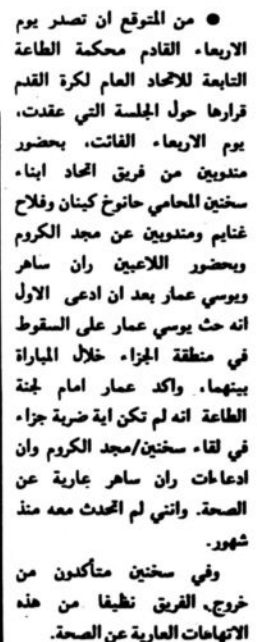 ● من المتوقع ان تصدر يوم
الاربعاء القادم محكمة الطاعة
التابعة للاتحاد العام لكرة القدم
قرارها حول الجلسة التي عقدت،
يوم الاربعاء الفائت، بحضور
مندوبين من فريق اتحاد ابناء
سخنين المحامي حانوخ كينان وفلاح
غنايم ومندوبين عن مجد الكروم
وبحضور اللاعبين ران ساهر
ويوسي عمار بعد ان ادعى الاول
انه حث يوسي عمار على السقوط
في منطقة الجزاء خلال المباراة
بينهما، واكد عمار امام لجنة
الطاعة انه لم تكن اية ضربة جزاء
في لقاء سخنين/مجد الكروم وان
ادعاءات ران ساهر عارية عن
الصحة. وانني لم اتحدث معه منذ
شهور.
وفي سخنين متأكدون من
خروج الفريق نظيفا من هذه
الاتهامات العارية عن الصحة.